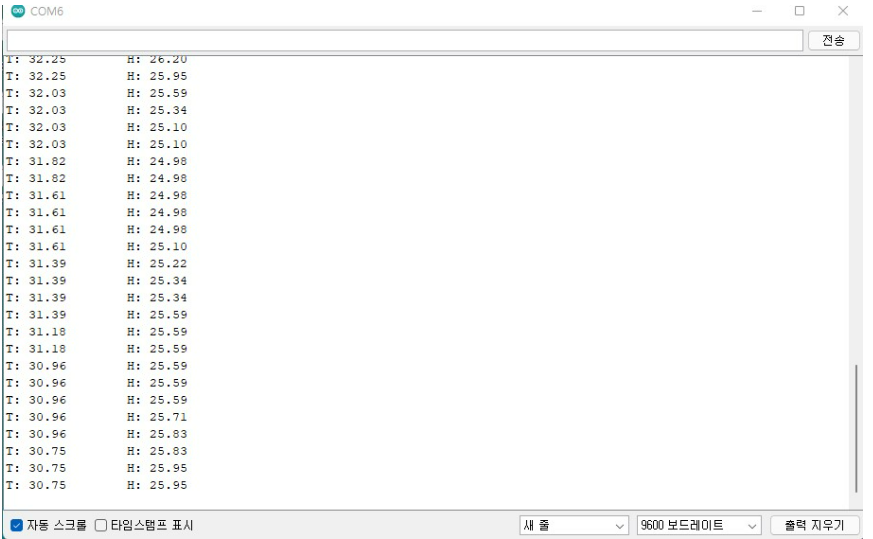 COM6
전송
T: 32.25 H: 26.20
T: 32.25 H: 25.95
T: 32.03 H: 25.59
T: 32.03 H: 25.34
T: 32.03 H: 25.10
T: 32.03 H: 25.10
T: 31.82 H: 24.98
T: 31.82 H: 24.98
T: 31.61 H: 24.98
T: 31.61 H: 24.98
T: 31.61 H: 24.98
T: 31.61 H: 25.10
T: 31.39 H: 25.22
T: 31.39 H: 25.34
T: 31.39 H: 25.34
T: 31.39 H: 25.59
T: 31.18 H: 25.59
T: 31.18 H: 25.59
T: 30.96 H: 25.59
T: 30.96 H: 25.59
T: 30.96 H: 25.59
T: 30.96 H: 25.71
T: 30.96 H: 25.83
T: 30.75 H: 25.83
T: 30.75 H: 25.95
T: 30.75 H: 25.95
자동 스크롤 타임스탬프 표시 새 줄 9600 보드레이트 출력 지우기